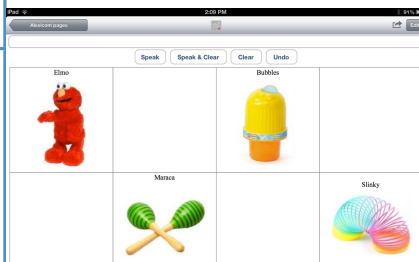 iPad 2:09 PM 91%
Alexicom pages Edit
Speak Speak & Clear Clear Undo
Elmo Bubbles
Maraca Slinky